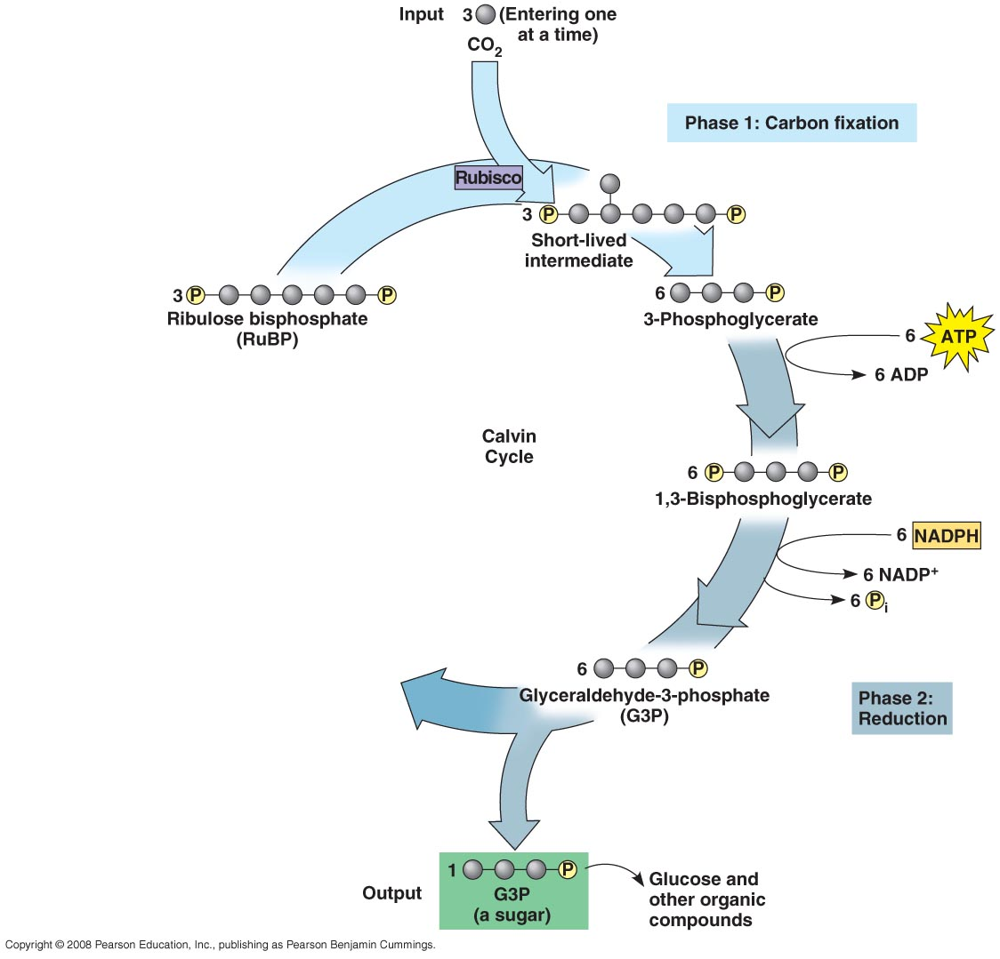 Input 3 (Entering one
at a time)
CO2
Phase 1: Carbon fixation
Rubisco
3 P P
Short-lived
intermediate
3 P P
Ribulose bisphosphate
(RuBP)
6 P
3-Phosphoglycerate
6 ATP
6 ADP
Calvin
Cycle
6 P P
1,3-Bisphosphoglycerate
6 NADPH
6 NADP+
6 Pi
6 P
Glyceraldehyde-3-phosphate
(G3P)
Phase 2:
Reduction
1 P
Output
G3P
(a sugar)
Glucose and
other organic
compounds
Copyright © 2008 Pearson Education, Inc., publishing as Pearson Benjamin Cummings.